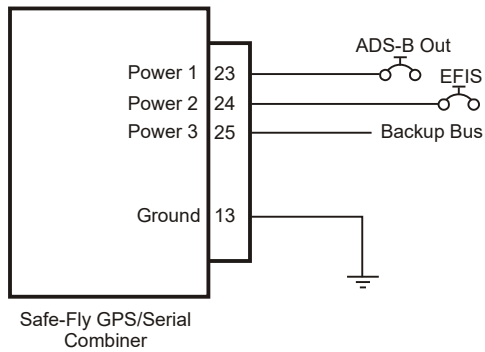 ADS-B Out
EFIS
Power 1 23
Power 2 24
Power 3 25 Backup Bus
Ground 13
Safe-Fly GPS/Serial
Combiner